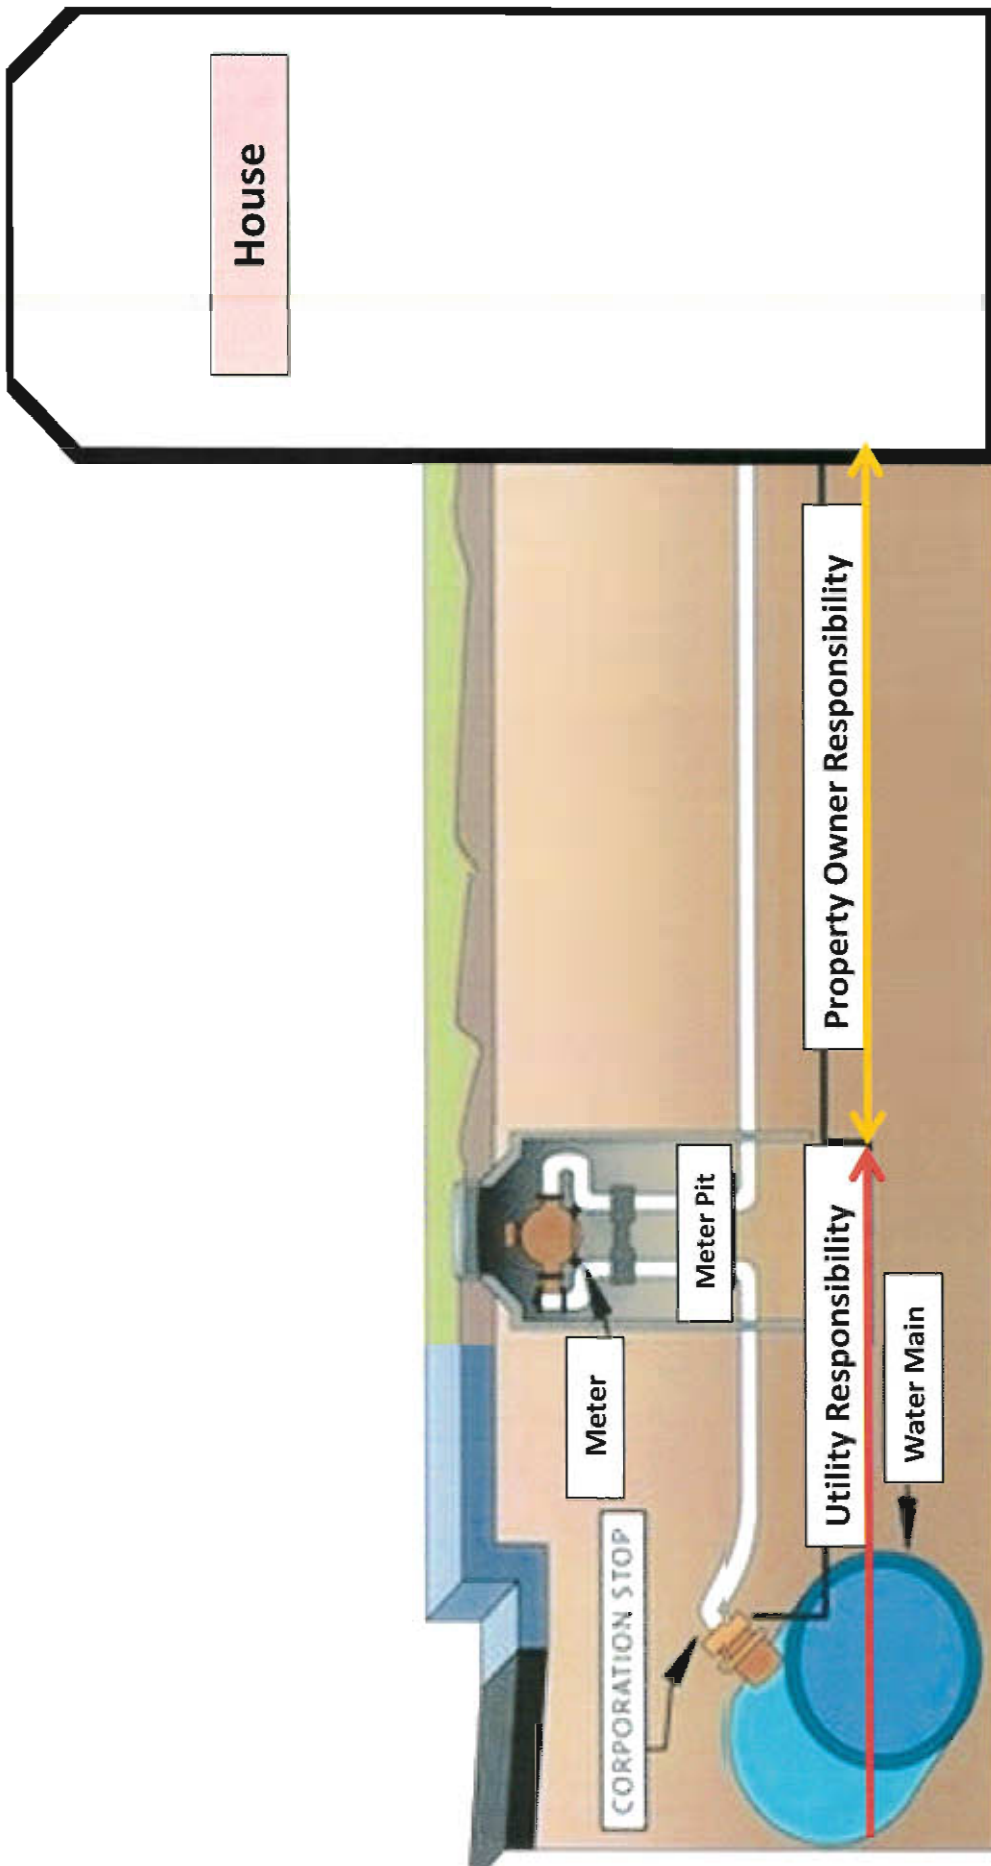 House
Meter
Meter Pit
CORPORATION STOP
Utility Responsibility
Property Owner Responsibility
Water Main